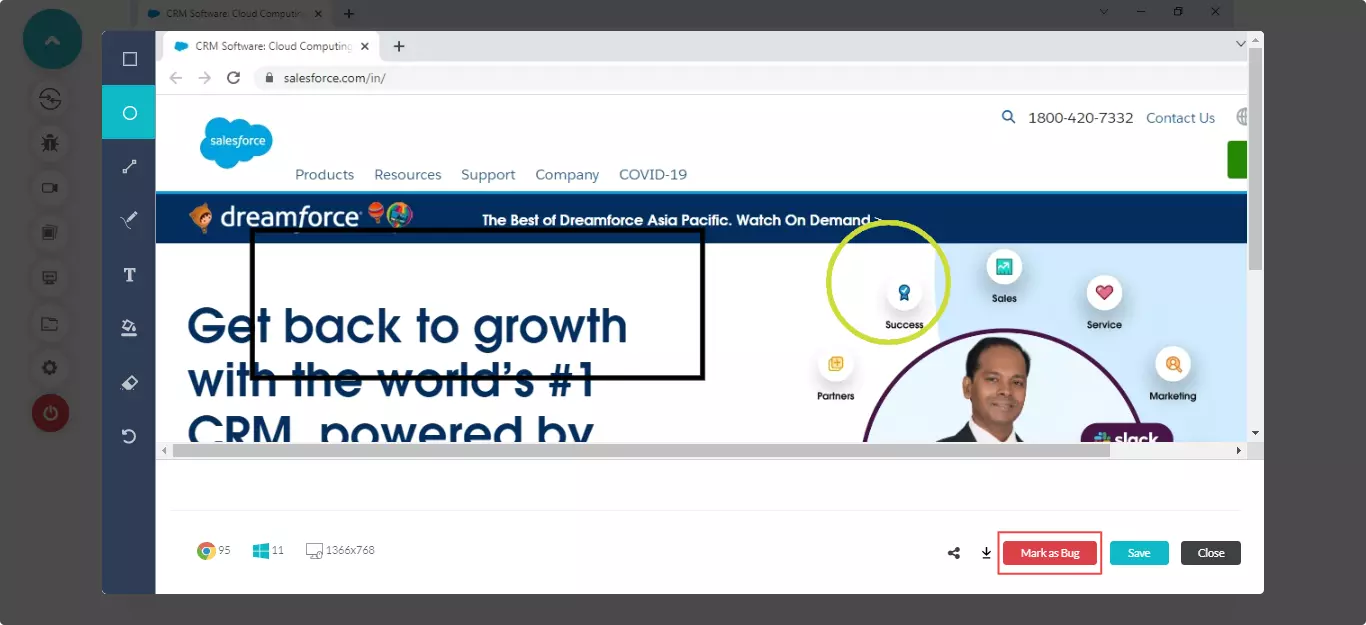 CRM Software: Cloud Computing
CRM Software: Cloud Computing
salesforce.com/in/
1800-420-7332 Contact Us
salesforce
Products Resources Support Company COVID-19
dreamforce
The Best of Dreamforce Asia Pacific. Watch On Demand >
Sales
Success
Service
Get back to growth
with the world's #1
CRM, powered by
Partners
Marketing
slack
T
95 11 1366x768
Mark as Bug Save Close